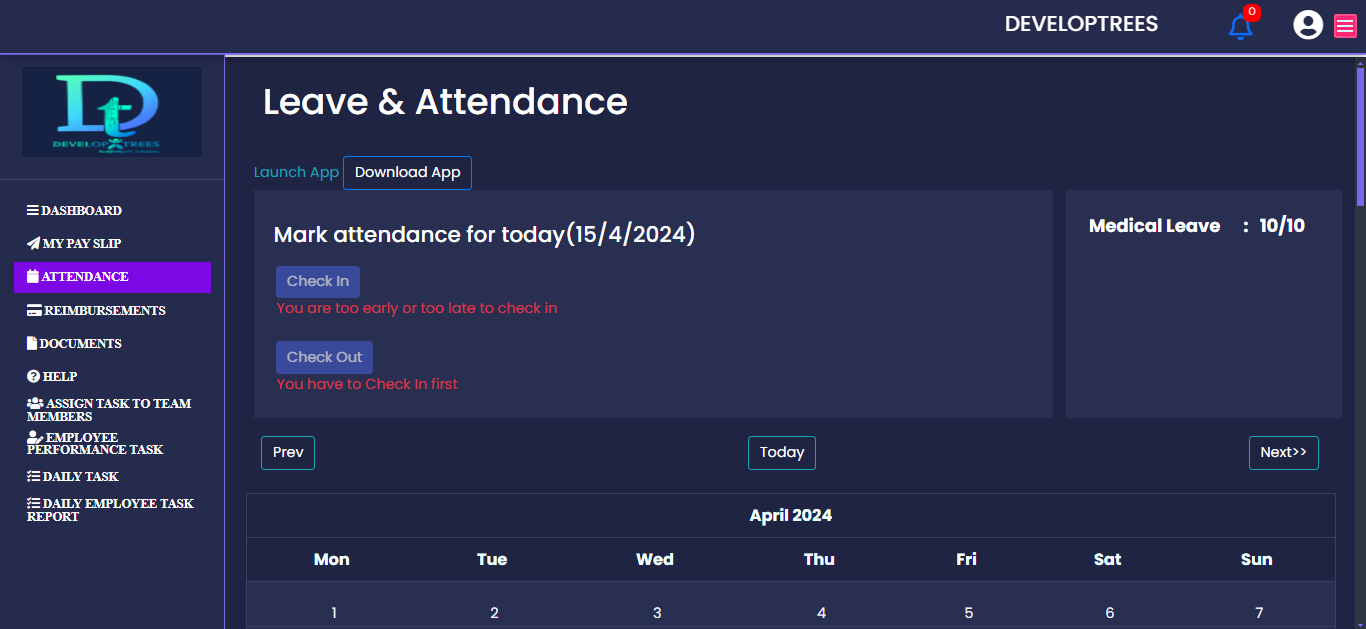 DEVELOPTREES
0
DEVELOP TREES
DASHBOARD
MY PAY SLIP
ATTENDANCE
REIMBURSEMENTS
DOCUMENTS
HELP
ASSIGN TASK TO TEAM
MEMBERS
EMPLOYEE
PERFORMANCE TASK
DAILY TASK
DAILY EMPLOYEE TASK
REPORT
Leave & Attendance
Launch App Download App
Mark attendance for today(15/4/2024)
Check In
You are too early or too late to check in
Check Out
You have to Check In first
Medical Leave : 10/10
Prev Today Next>>
April 2024
Mon Tue Wed Thu Fri Sat Sun
1 2 3 4 5 6 7